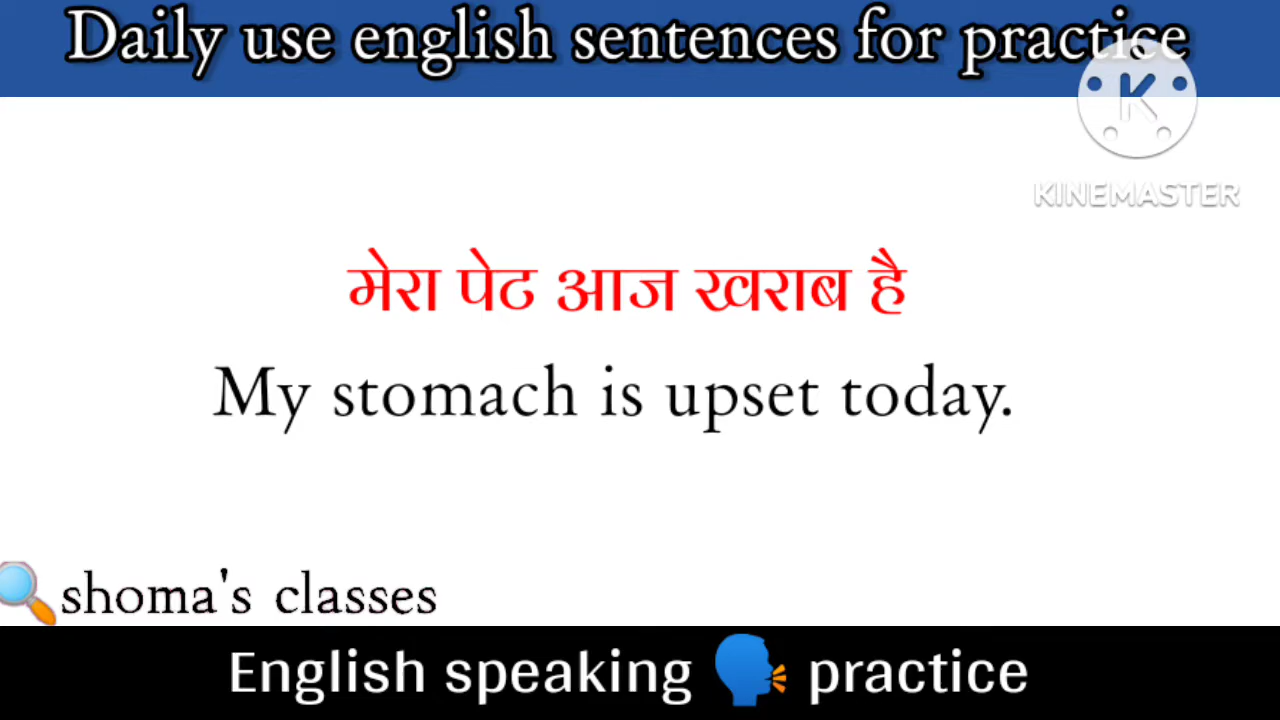 Daily use english sentences for practice
K
KINEMASTER
मेरा पेट आज खराब है
My stomach is upset today.
shoma's classes
English speaking practice